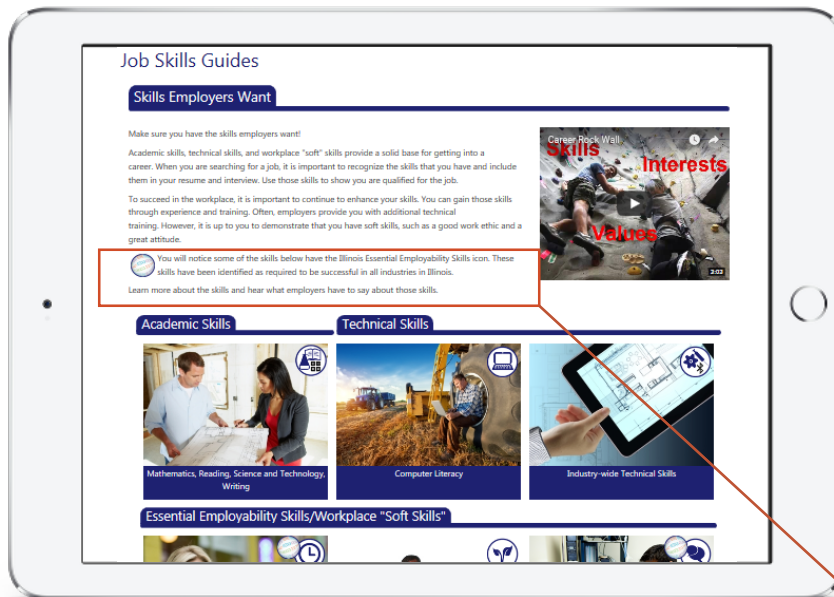 Job Skills Guides
Skills Employers Want
Make sure you have the skills employers want!
Academic skills, technical skills, and workplace "soft" skills provide a solid base for getting into a
career. When you are searching for a job, it is important to recognize the skills that you have and include
them in your resume and interview. Use those skills to show you are qualified for the job.
To succeed in the workplace, it is important to continue to enhance your skills. You can gain those skills
through experience and training. Often, employers provide you with additional technical
training. However, it is up to you to demonstrate that you have soft skills, such as a good work ethic and a
great attitude.
You will notice some of the skills below have the Illinois Essential Employability Skills icon. These
skills have been identified as required to be successful in all industries in Illinois.
Learn more about the skills and hear what employers have to say about those skills.
Career Rock Wall
Skills
Interests
Values
3:03
Academic Skills
Technical Skills
Mathematics, Reading, Science and Technology,
Writing
Computer Literacy
Industry-wide Technical Skills
Essential Employability Skills/Workplace "Soft Skills"